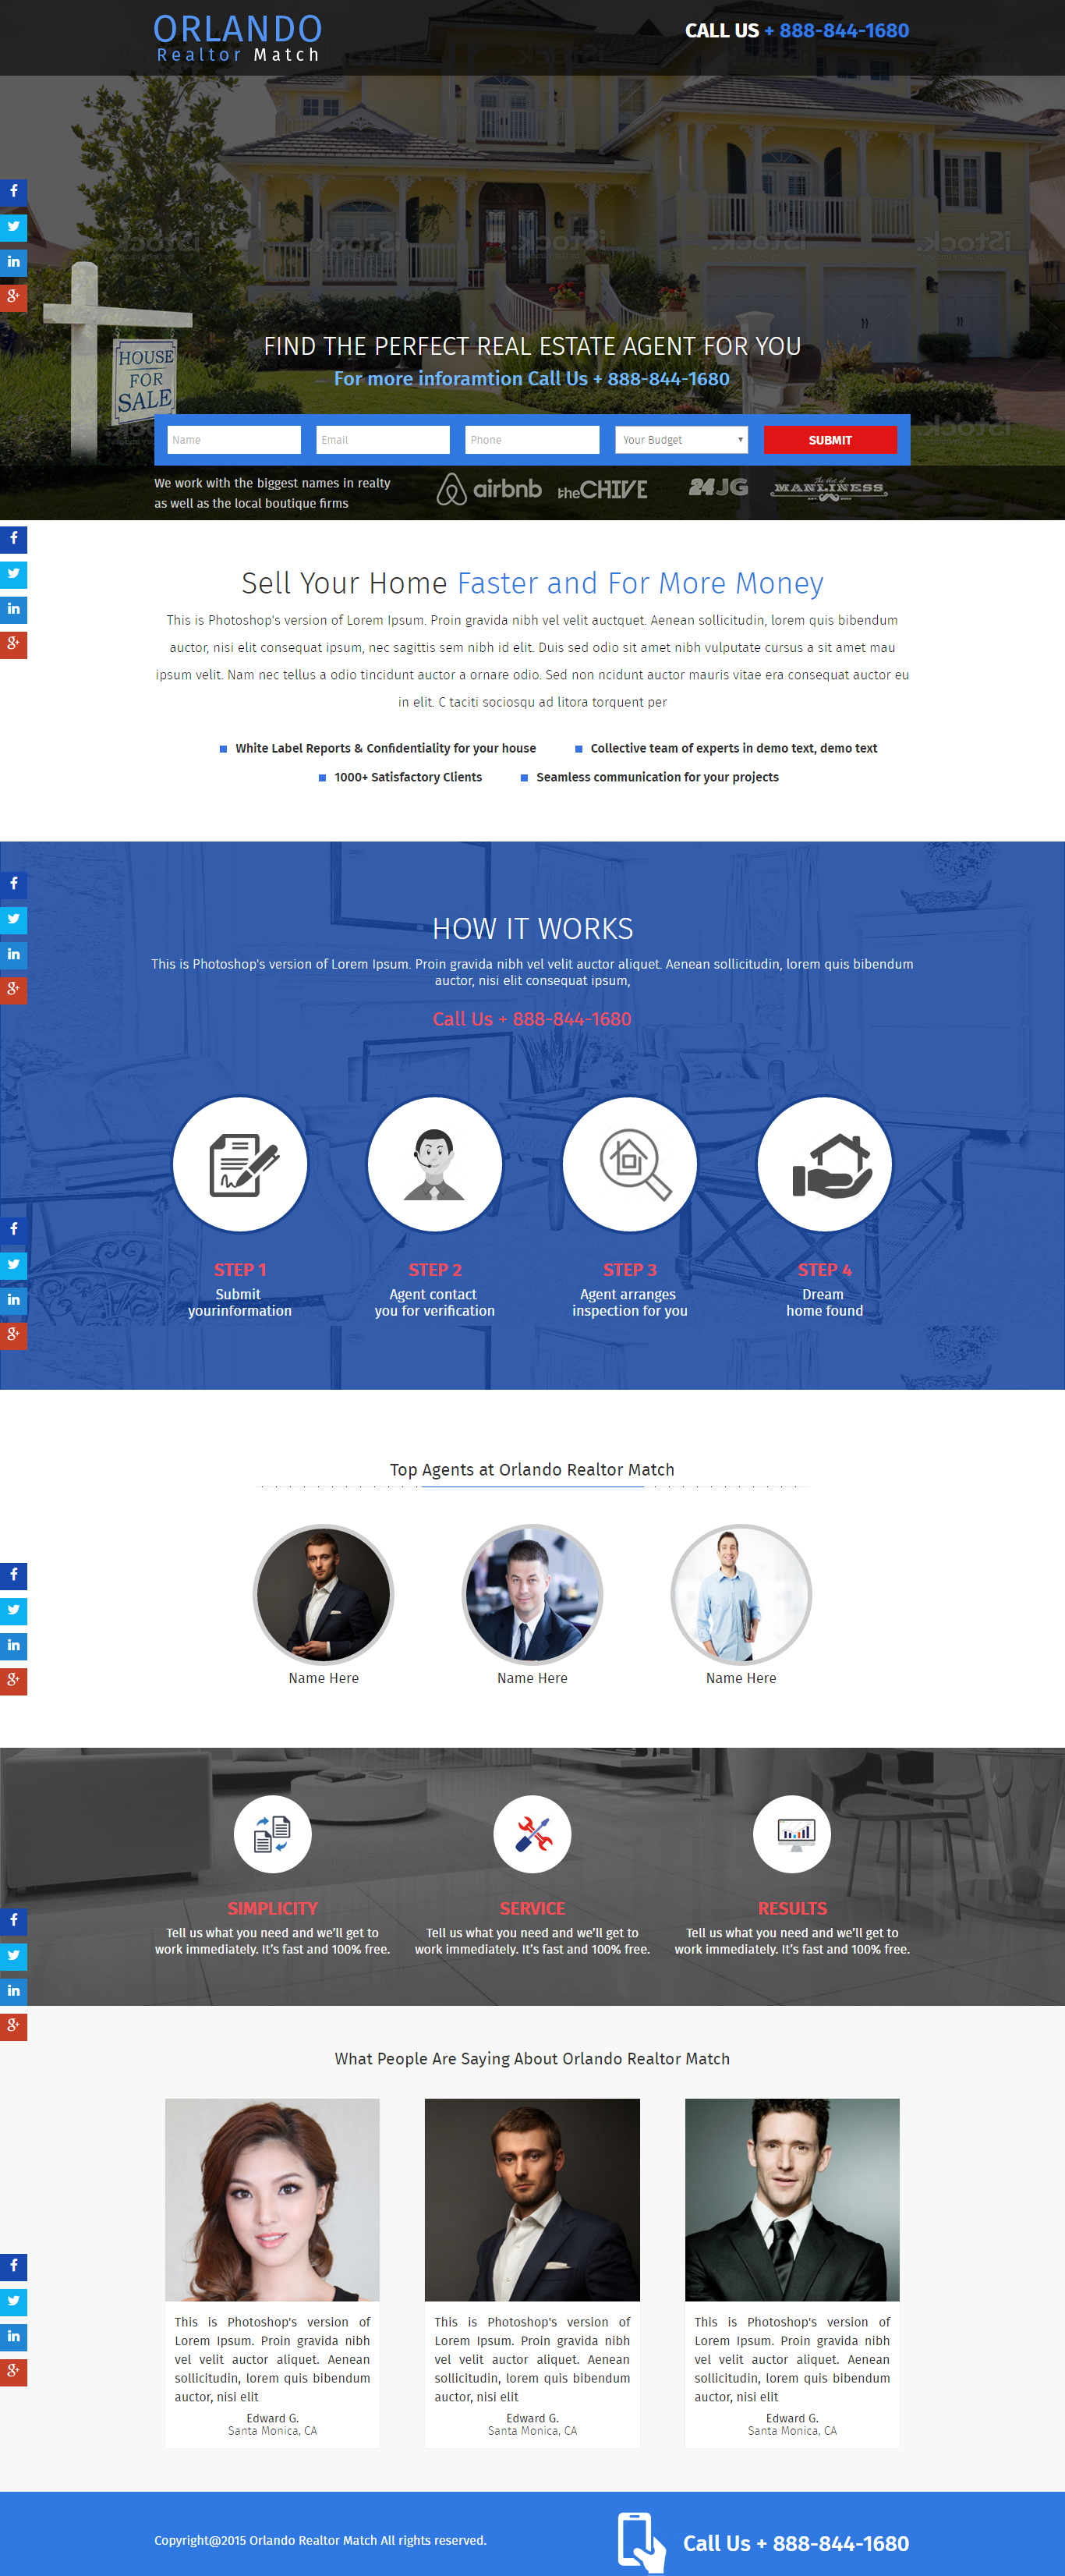 ORLANDO
Realtor Match
CALL US + 888-844-1680
iStock iStock iStock iStock iStock
HOUSE
FOR
SALE
FIND THE PERFECT REAL ESTATE AGENT FOR YOU
For more inforamtion Call Us + 888-844-1680
Name Email Phone Your Budget SUBMIT
We work with the biggest names in realty
as well as the local boutique firms
airbnb theCHIVE 24JG The Art of MANLINESS
Sell Your Home Faster and For More Money
This is Photoshop's version of Lorem Ipsum. Proin gravida nibh vel velit auctquet. Aenean sollicitudin, lorem quis bibendum
auctor, nisi elit consequat ipsum, nec sagittis sem nibh id elit. Duis sed odio sit amet nibh vulputate cursus a sit amet mau
ipsum velit. Nam nec tellus a odio tincidunt auctor a ornare odio. Sed non ncidunt auctor mauris vitae era consequat auctor eu
in elit. C taciti sociosqu ad litora torquent per
White Label Reports & Confidentiality for your house
Collective team of experts in demo text, demo text
1000+ Satisfactory Clients
Seamless communication for your projects
HOW IT WORKS
This is Photoshop's version of Lorem Ipsum. Proin gravida nibh vel velit auctor aliquet. Aenean sollicitudin, lorem quis bibendum
auctor, nisi elit consequat ipsum,
Call Us + 888-844-1680
STEP 1
Submit
yourinformation
STEP 2
Agent contact
you for verification
STEP 3
Agent arranges
inspection for you
STEP 4
Dream
home found
Top Agents at Orlando Realtor Match
Name Here
Name Here
Name Here
SIMPLICITY
Tell us what you need and we'll get to
work immediately. It's fast and 100% free.
SERVICE
Tell us what you need and we'll get to
work immediately. It's fast and 100% free.
RESULTS
Tell us what you need and we'll get to
work immediately. It's fast and 100% free.
What People Are Saying About Orlando Realtor Match
This is Photoshop's version of
Lorem Ipsum. Proin gravida nibh
vel velit auctor aliquet. Aenean
sollicitudin, lorem quis bibendum
auctor, nisi elit
Edward G.
Santa Monica, CA
This is Photoshop's version of
Lorem Ipsum. Proin gravida nibh
vel velit auctor aliquet. Aenean
sollicitudin, lorem quis bibendum
auctor, nisi elit
Edward G.
Santa Monica, CA
This is Photoshop's version of
Lorem Ipsum. Proin gravida nibh
vel velit auctor aliquet. Aenean
sollicitudin, lorem quis bibendum
auctor, nisi elit
Edward G.
Santa Monica, CA
Copyright@2015 Orlando Realtor Match All rights reserved.
Call Us + 888-844-1680